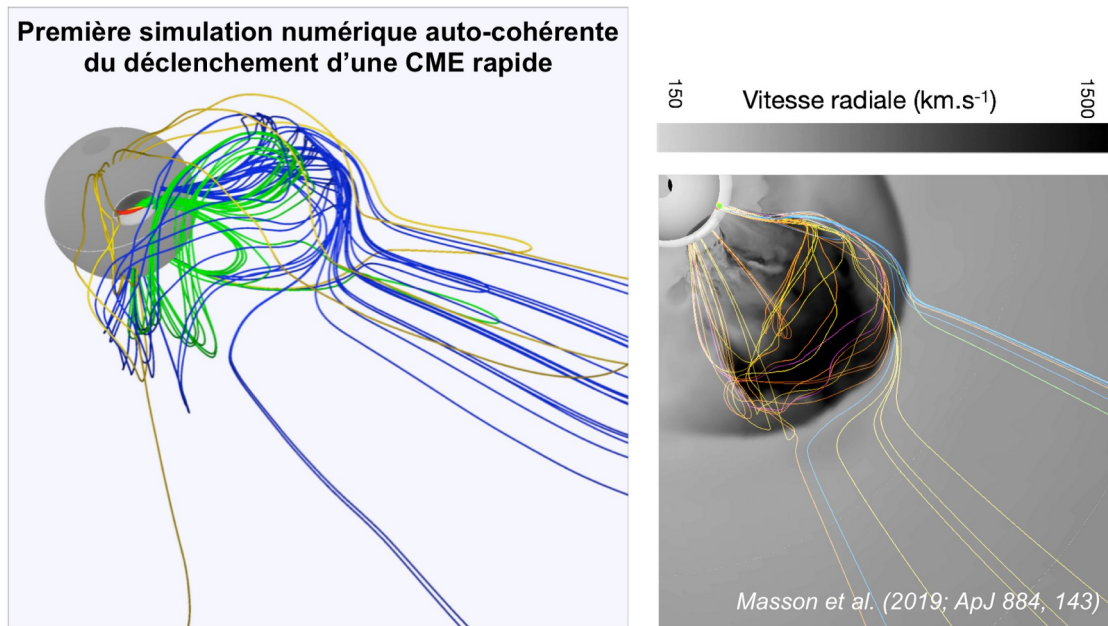 Première simulation numérique auto-cohérente
du déclenchement d'une CME rapide
150
Vitesse radiale (km.s⁻¹)
1500
Masson et al. (2019; ApJ 884, 143)